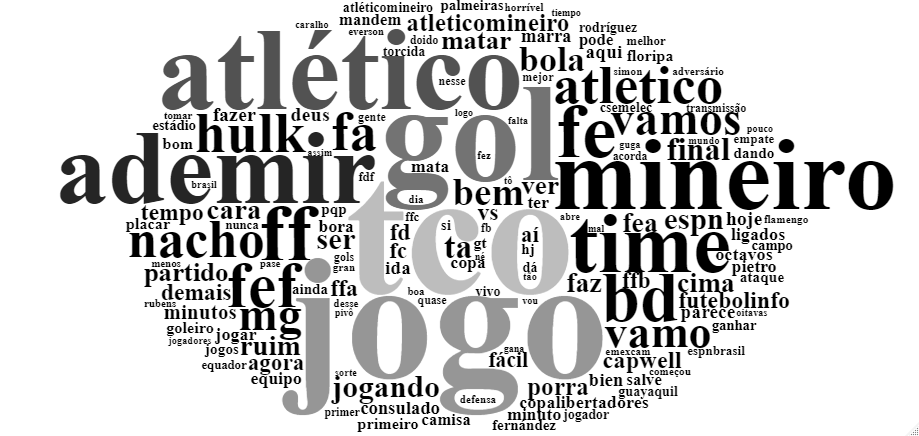 atléticomineiro palmeiras horrível
mandem atleticomineiro tiempo
caralho everson doido matar marra rodríguez
torcida pode melhor
atlético bola aqui floripa
nesse mejor simon adversário
atletico
tomar fazer deus gente logo falta csemelec transmissão
estádio hulk fa gol fe vamos pouco
bom assim fez guga mundo empate
acorda final dando
ademir mata mineiro
brasil fdf tô
dia bem ver
tempo cara pqp ffc ter abre
placar nunca bora vs fb mal fea espn hoje flamengo
nacho ff ser fd si aí time ligados
gols fc tco ta gt hj campo
menos pase gran ida né octavos
partido copa dá pietro
tão ataque
fef ainda ffa faz ffb cima
demais boa vivo bd futebolinfo
rubens desse quase vou
minutos mg pivô parece oitavas
goleiro jogo vamo ganhar
jogadores jogar
jogos ruim gana emexcam espnbrasil
equador agora fácil capwell
equipo sorte começou
jogando porra bien salve
defensa guayaquil
primer consulado copalibertadores
primeiro camisa minuto jogador
fernández